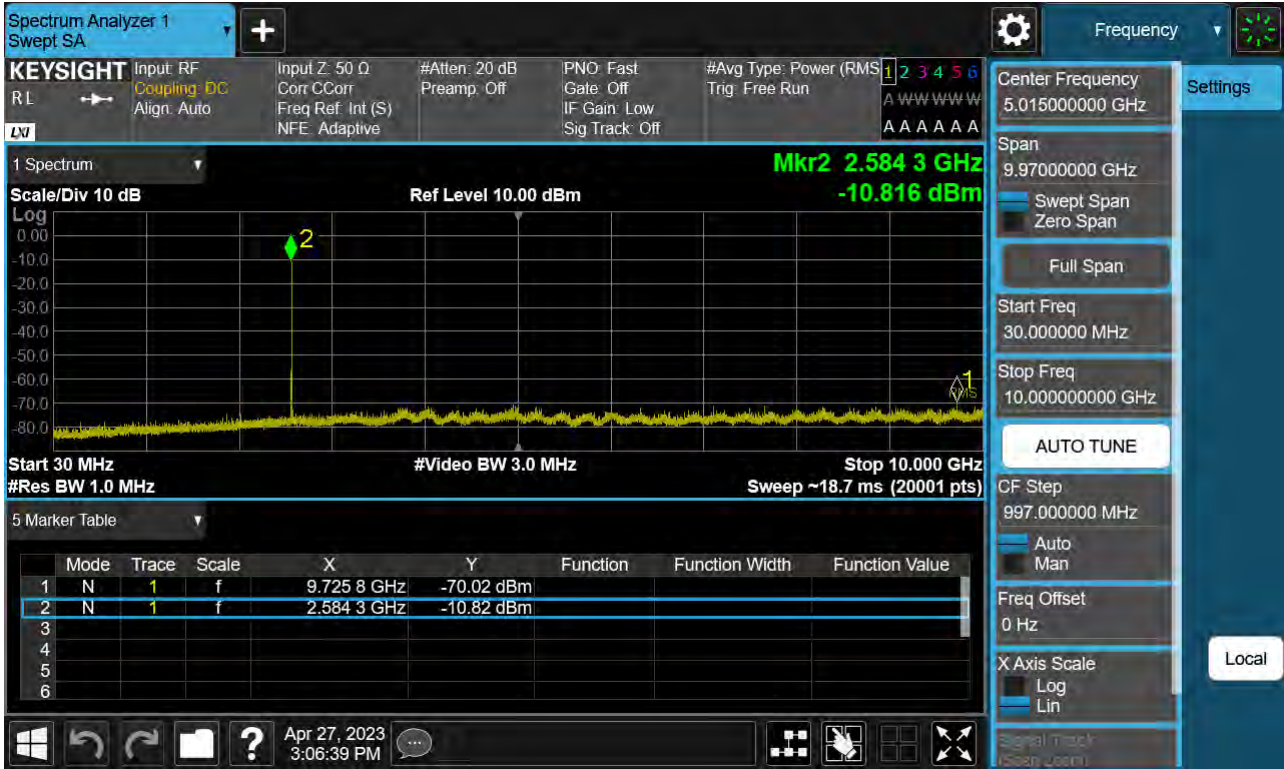 Spectrum Analyzer 1
Swept SA
Frequency
KEYSIGHT
R L
LXI
Input: RF
Coupling: DC
Align: Auto
Input Z: 50 Ω
Corr CCorr
Freq Ref: Int (S)
NFE: Adaptive
#Atten: 20 dB
Preamp: Off
PNO: Fast
Gate: Off
IF Gain: Low
Sig Track: Off
#Avg Type: Power (RMS
Trig: Free Run
1 2 3 4 5 6
A W W W W W
A A A A A A
1 Spectrum
Mkr2 2.584 3 GHz
-10.816 dBm
Scale/Div 10 dB
Ref Level 10.00 dBm
Log
0.00
-10.0
-20.0
-30.0
-40.0
-50.0
-60.0
-70.0
-80.0
2
1
RMS
Start 30 MHz
#Video BW 3.0 MHz
Stop 10.000 GHz
#Res BW 1.0 MHz
Sweep ~18.7 ms (20001 pts)
5 Marker Table
Mode Trace Scale X Y Function Function Width Function Value
1 N 1 f 9.725 8 GHz -70.02 dBm
2 N 1 f 2.584 3 GHz -10.82 dBm
3
4
5
6
Apr 27, 2023
3:06:39 PM
?
Center Frequency
5.015000000 GHz
Span
9.97000000 GHz
Swept Span
Zero Span
Full Span
Start Freq
30.000000 MHz
Stop Freq
10.000000000 GHz
AUTO TUNE
CF Step
997.000000 MHz
Auto
Man
Freq Offset
0 Hz
X Axis Scale
Log
Lin
Signal Track
(Span Zoom)
Settings
Local